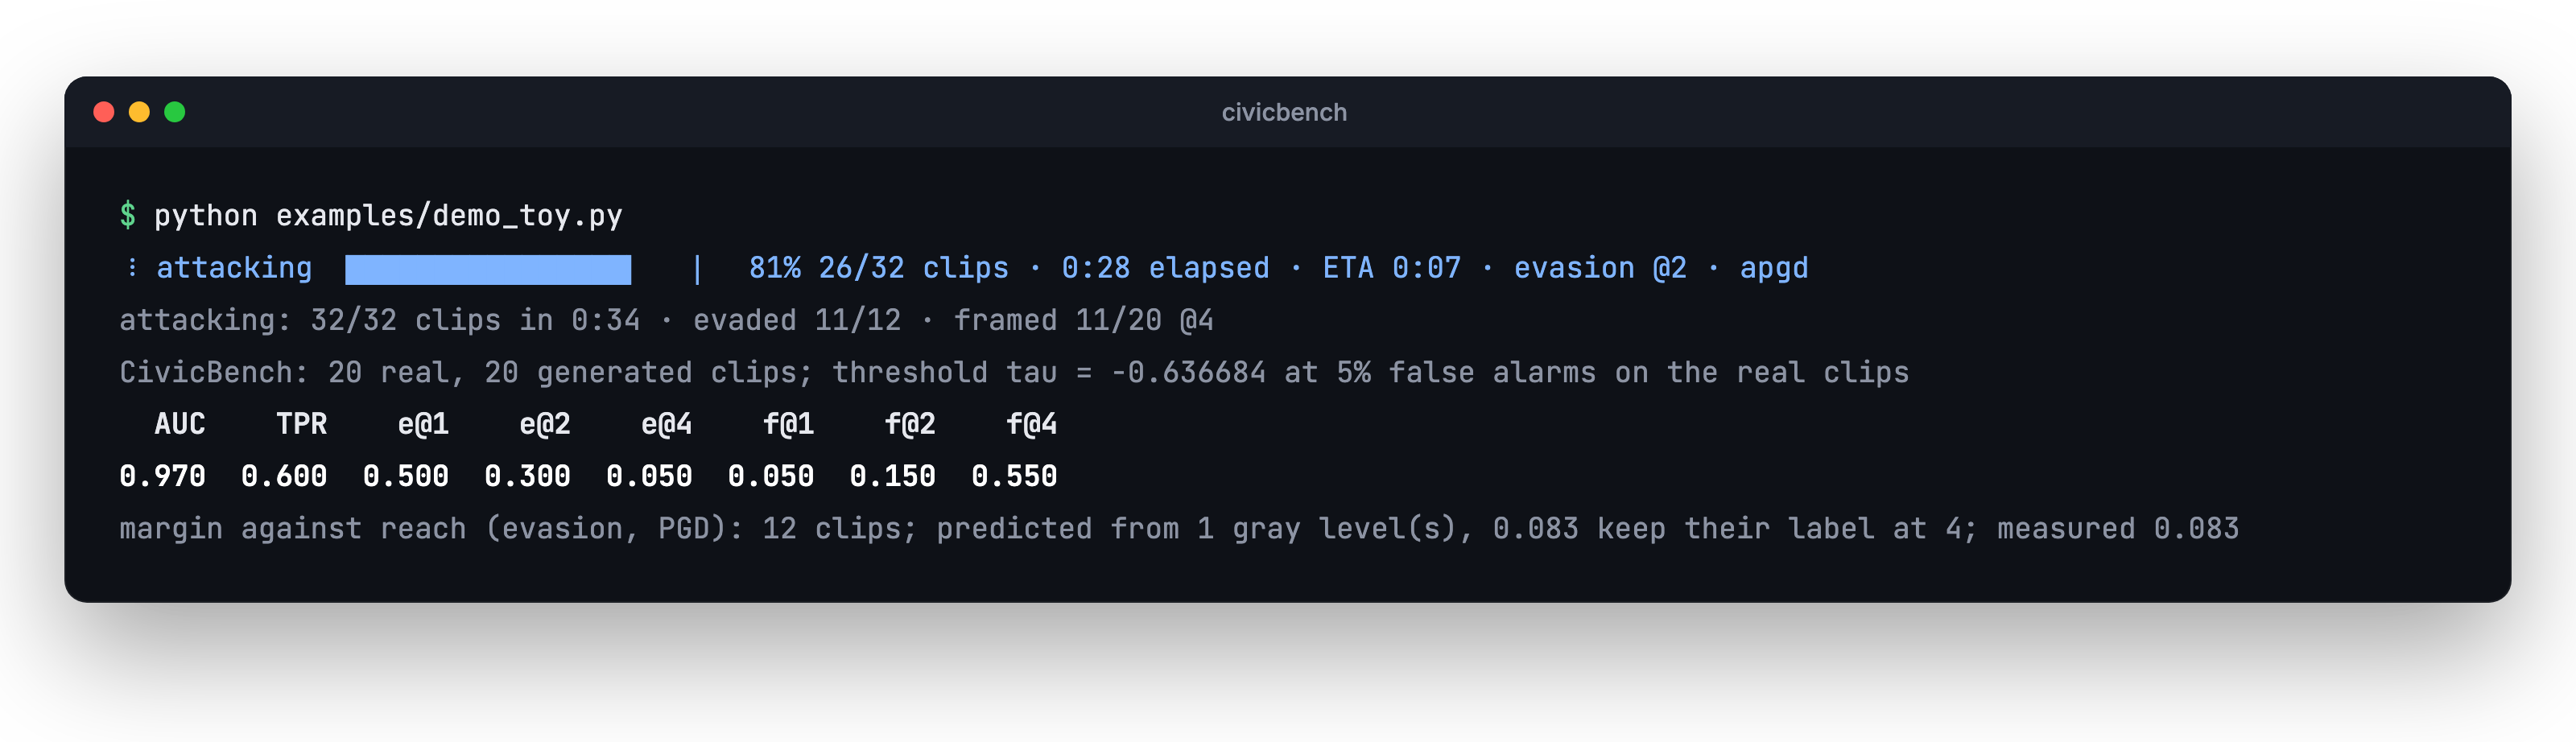 civicbench
$ python examples/demo_toy.py
⋮ attacking | 81% 26/32 clips · 0:28 elapsed · ETA 0:07 · evasion @2 · apgd
attacking: 32/32 clips in 0:34 · evaded 11/12 · framed 11/20 @4
CivicBench: 20 real, 20 generated clips; threshold tau = -0.636684 at 5% false alarms on the real clips
AUC TPR e@1 e@2 e@4 f@1 f@2 f@4
0.970 0.600 0.500 0.300 0.050 0.050 0.150 0.550
margin against reach (evasion, PGD): 12 clips; predicted from 1 gray level(s), 0.083 keep their label at 4; measured 0.083